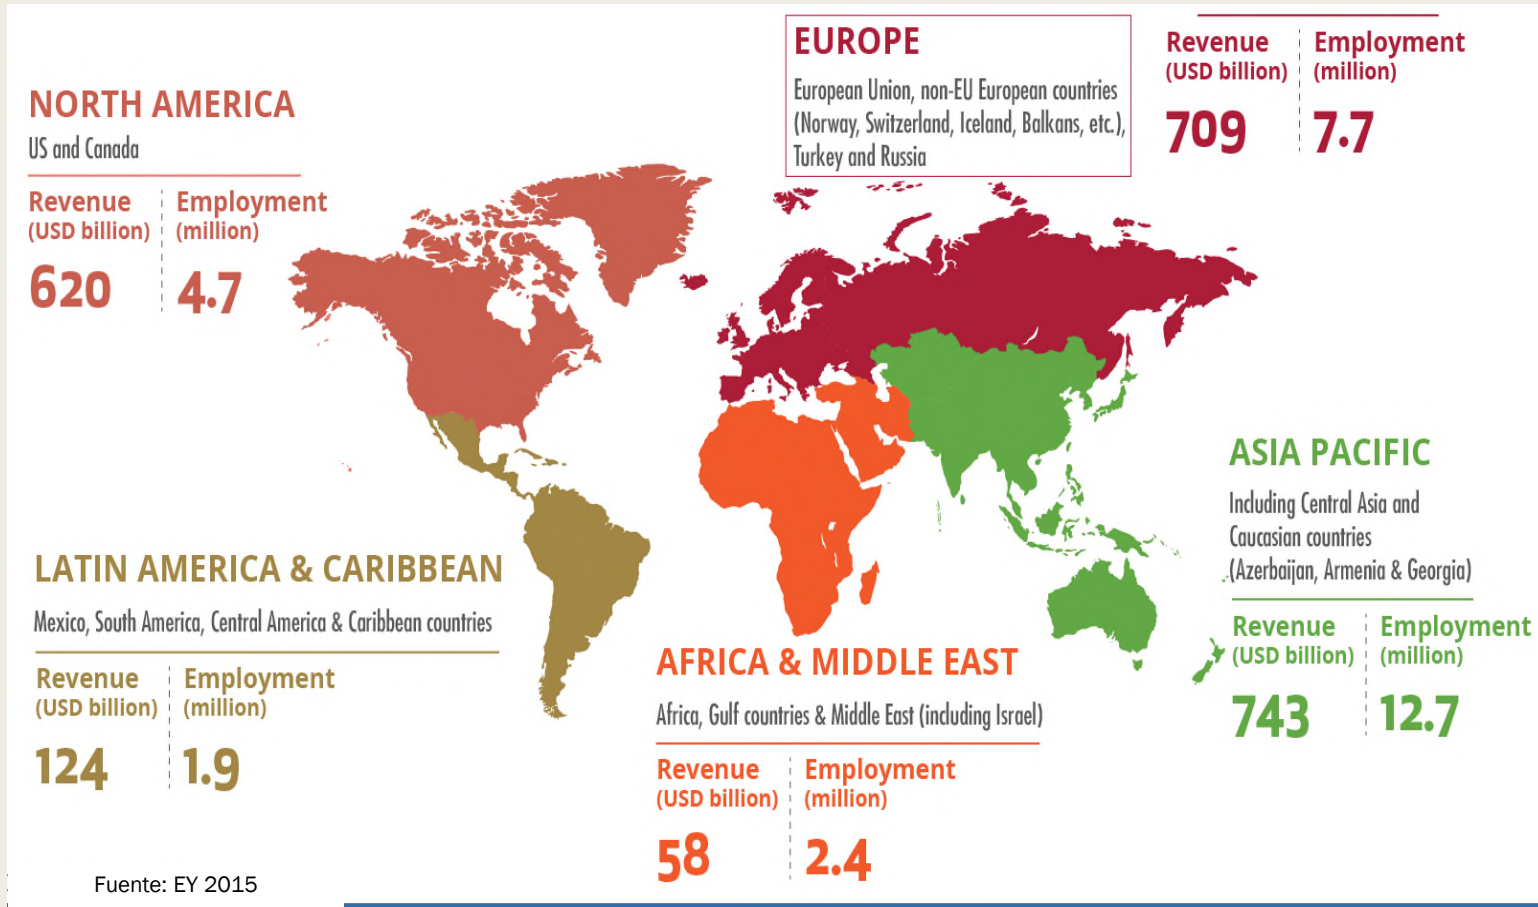 EUROPE
European Union, non-EU European countries
(Norway, Switzerland, Iceland, Balkans, etc.),
Turkey and Russia
Revenue
(USD billion)
709
Employment
(million)
7.7
NORTH AMERICA
US and Canada
Revenue
(USD billion)
620
Employment
(million)
4.7
ASIA PACIFIC
Including Central Asia and
Caucasian countries
(Azerbaijan, Armenia & Georgia)
Revenue
(USD billion)
743
Employment
(million)
12.7
LATIN AMERICA & CARIBBEAN
Mexico, South America, Central America & Caribbean countries
Revenue
(USD billion)
124
Employment
(million)
1.9
AFRICA & MIDDLE EAST
Africa, Gulf countries & Middle East (including Israel)
Revenue
(USD billion)
58
Employment
(million)
2.4
Fuente: EY 2015